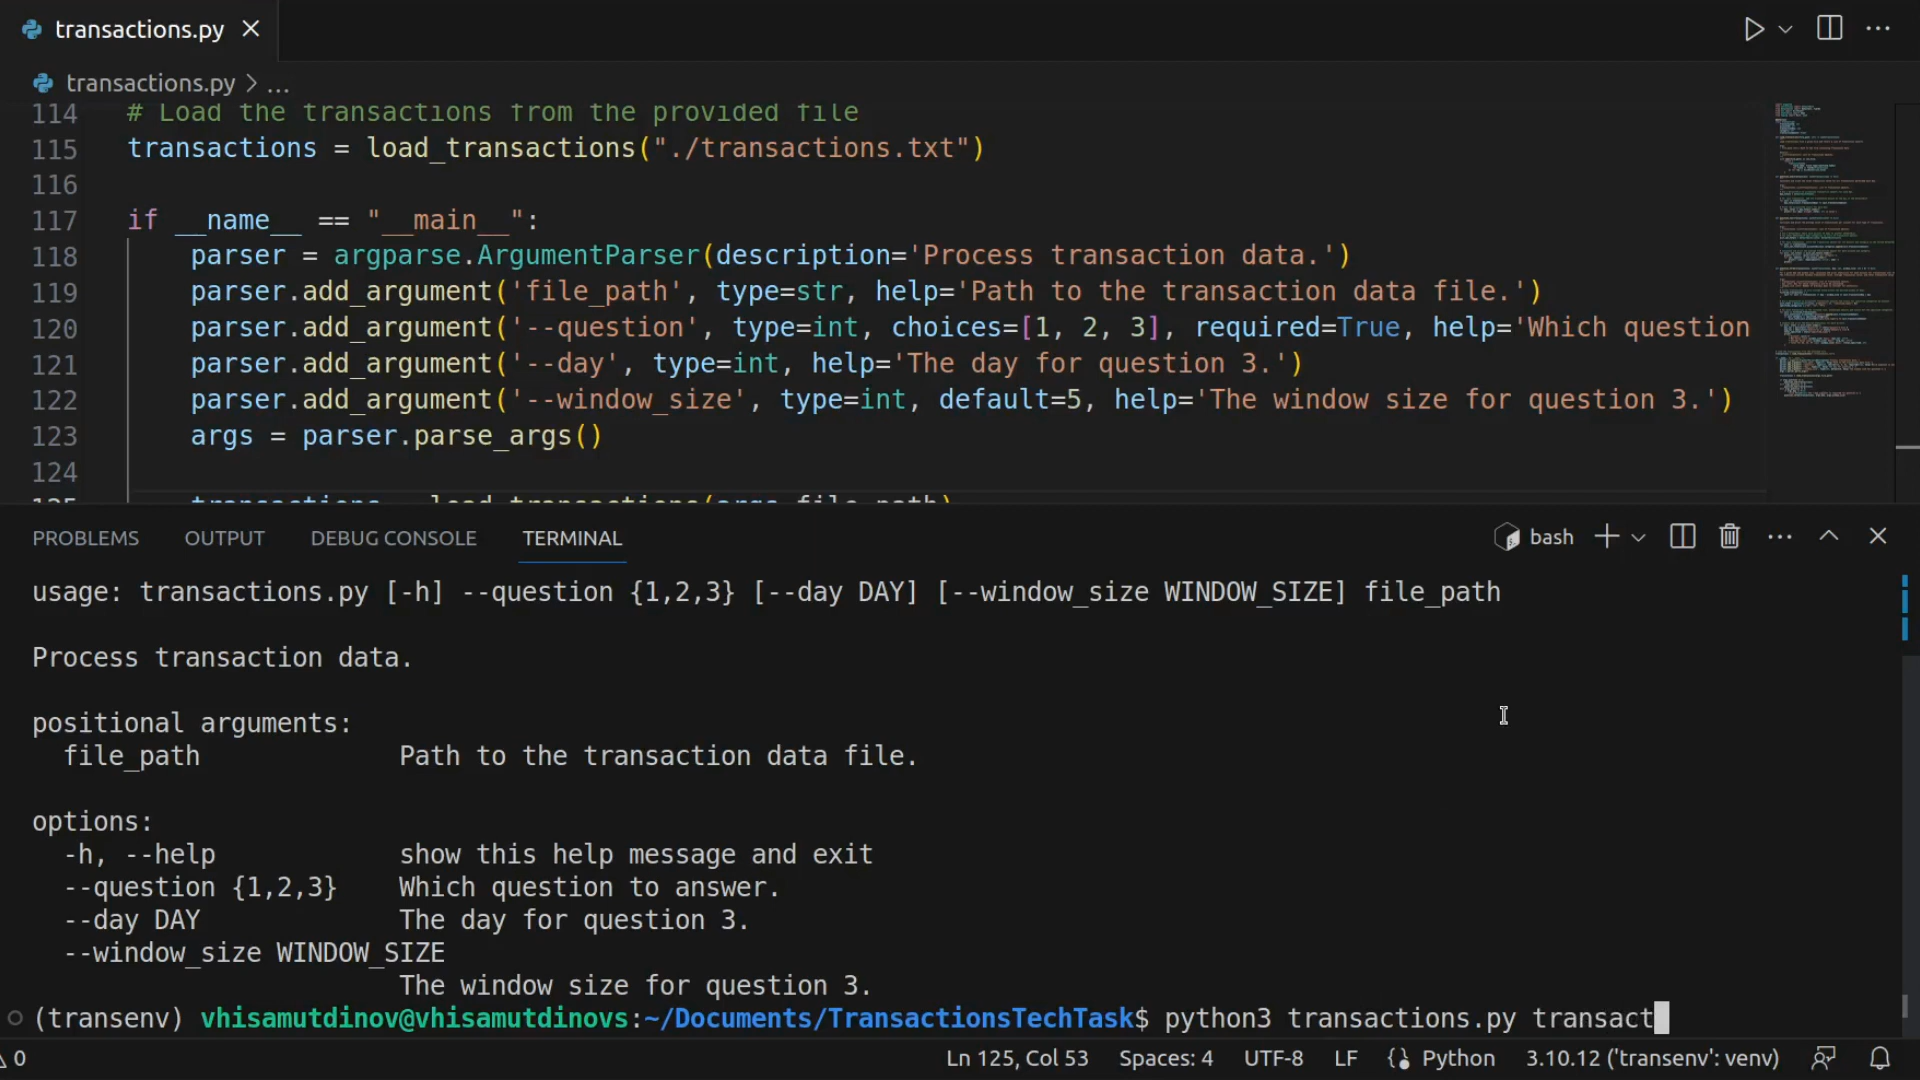 transactions.py
transactions.py > ...
114 # Load the transactions from the provided file
115 transactions = load_transactions("./transactions.txt")
116
117 if __name__ == "__main__":
118 parser = argparse.ArgumentParser(description='Process transaction data.')
119 parser.add_argument('file_path', type=str, help='Path to the transaction data file.')
120 parser.add_argument('--question', type=int, choices=[1, 2, 3], required=True, help='Which question
121 parser.add_argument('--day', type=int, help='The day for question 3.')
122 parser.add_argument('--window_size', type=int, default=5, help='The window size for question 3.')
123 args = parser.parse_args()
124
125 transactions = load_transactions(args.file_path)
PROBLEMS OUTPUT DEBUG CONSOLE TERMINAL bash
usage: transactions.py [-h] --question {1,2,3} [--day DAY] [--window_size WINDOW_SIZE] file_path
Process transaction data.
positional arguments:
file_path Path to the transaction data file.
options:
-h, --help show this help message and exit
--question {1,2,3} Which question to answer.
--day DAY The day for question 3.
--window_size WINDOW_SIZE
The window size for question 3.
(transenv) vhisamutdinov@vhisamutdinovs:~/Documents/TransactionsTechTask$ python3 transactions.py transact
0 Ln 125, Col 53 Spaces: 4 UTF-8 LF Python 3.10.12 ('transenv': venv)